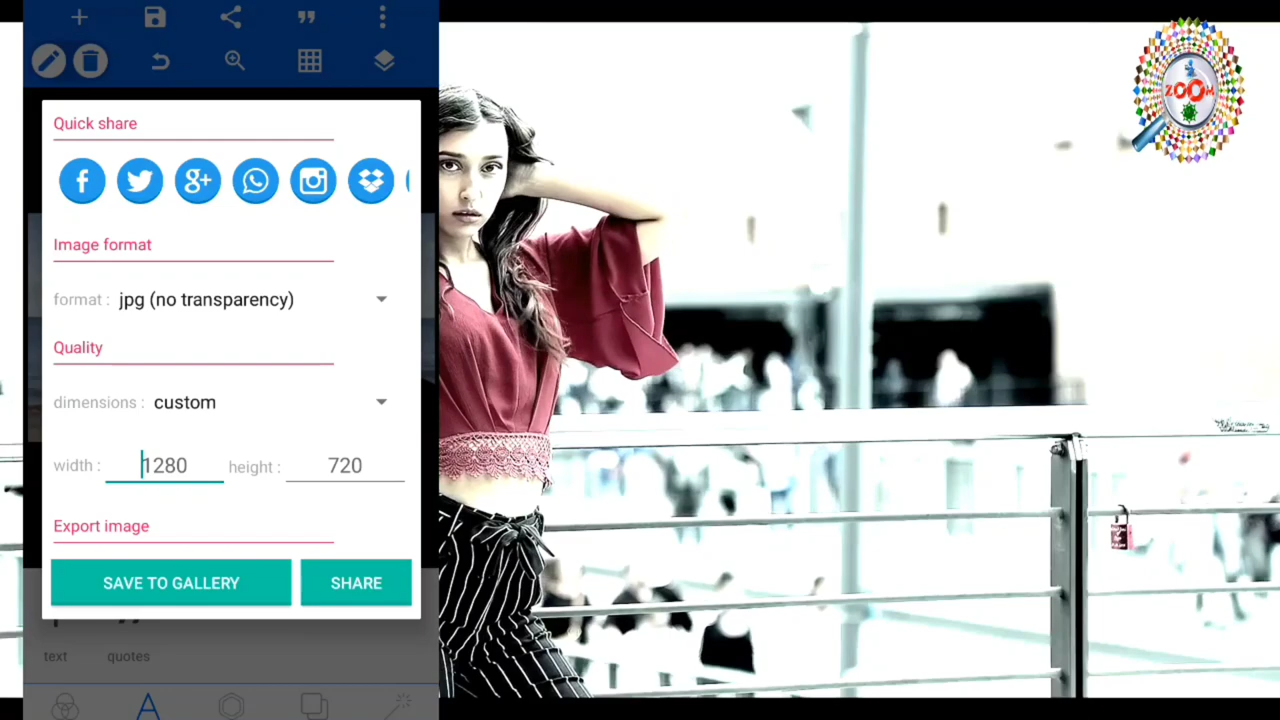 Quick share
Image format
format : jpg (no transparency)
Quality
dimensions : custom
width : 1280 height : 720
Export image
SAVE TO GALLERY SHARE
text quotes
ZOOM